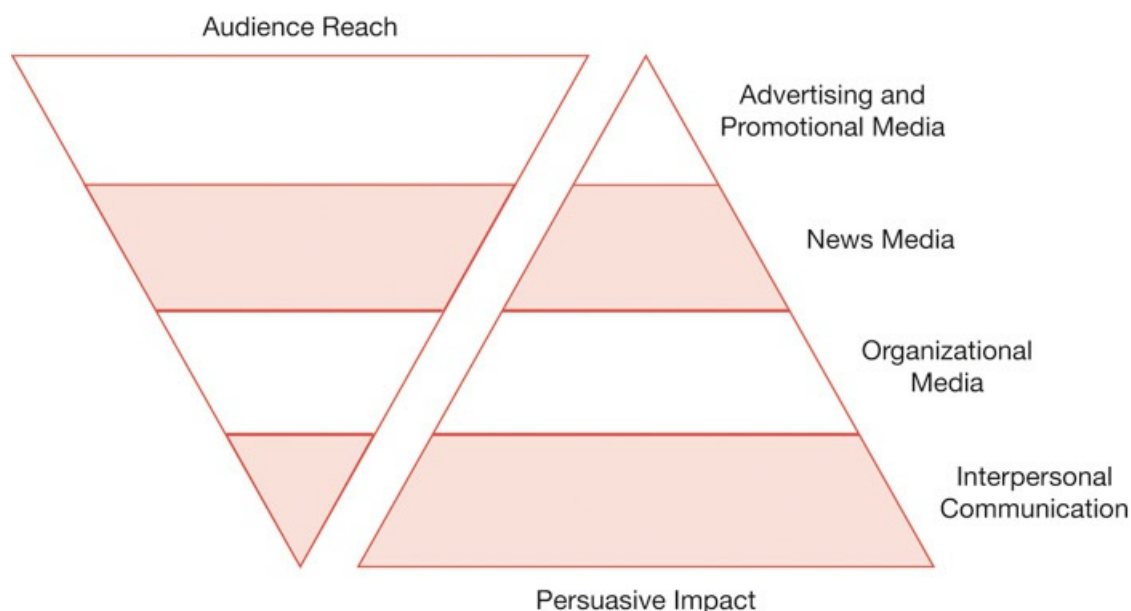 Audience Reach
Advertising and
Promotional Media
News Media
Organizational
Media
Interpersonal
Communication
Persuasive Impact